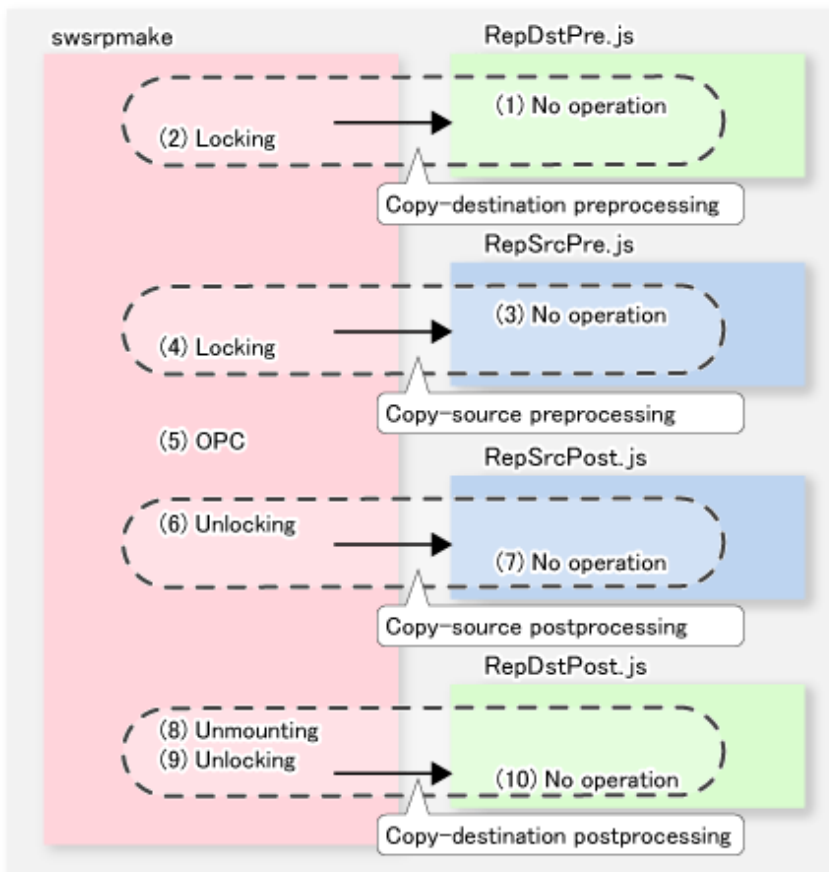 swsrpmake
RepDstPre.js
(1) No operation
(2) Locking
Copy-destination preprocessing
RepSrcPre.js
(3) No operation
(4) Locking
Copy-source preprocessing
(5) OPC
RepSrcPost.js
(6) Unlocking
(7) No operation
Copy-source postprocessing
RepDstPost.js
(8) Unmounting
(9) Unlocking
(10) No operation
Copy-destination postprocessing